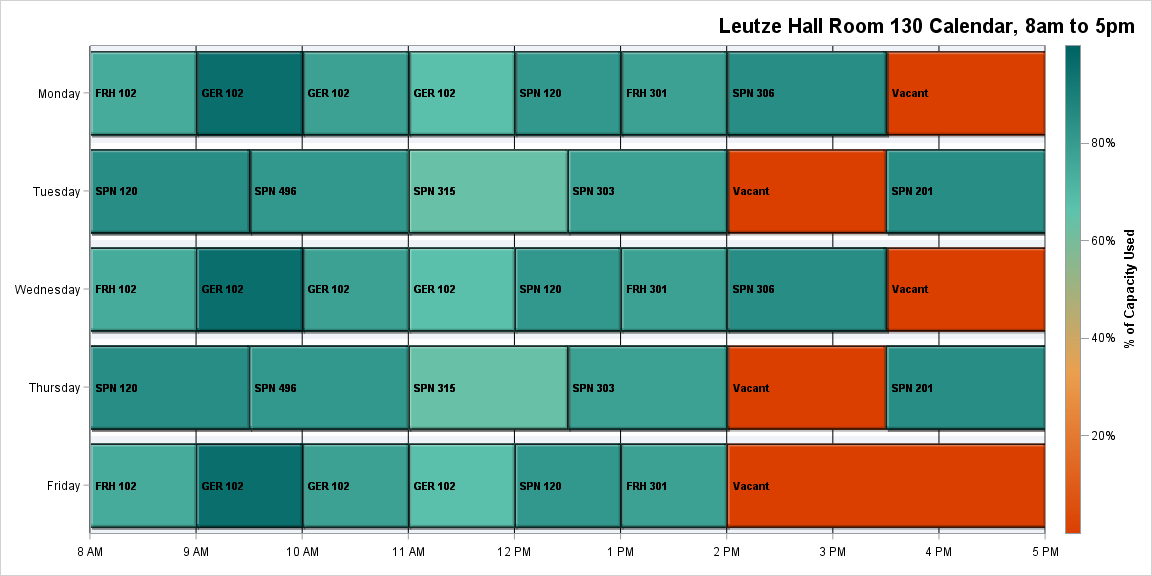 Leutze Hall Room 130 Calendar, 8am to 5pm
Monday FRH 102 GER 102 GER 102 GER 102 SPN 120 FRH 301 SPN 306 Vacant
Tuesday SPN 120 SPN 496 SPN 315 SPN 303 Vacant SPN 201
Wednesday FRH 102 GER 102 GER 102 GER 102 SPN 120 FRH 301 SPN 306 Vacant
Thursday SPN 120 SPN 496 SPN 315 SPN 303 Vacant SPN 201
Friday FRH 102 GER 102 GER 102 GER 102 SPN 120 FRH 301 Vacant
8 AM 9 AM 10 AM 11 AM 12 PM 1 PM 2 PM 3 PM 4 PM 5 PM
80%
60%
40%
20%
% of Capacity Used